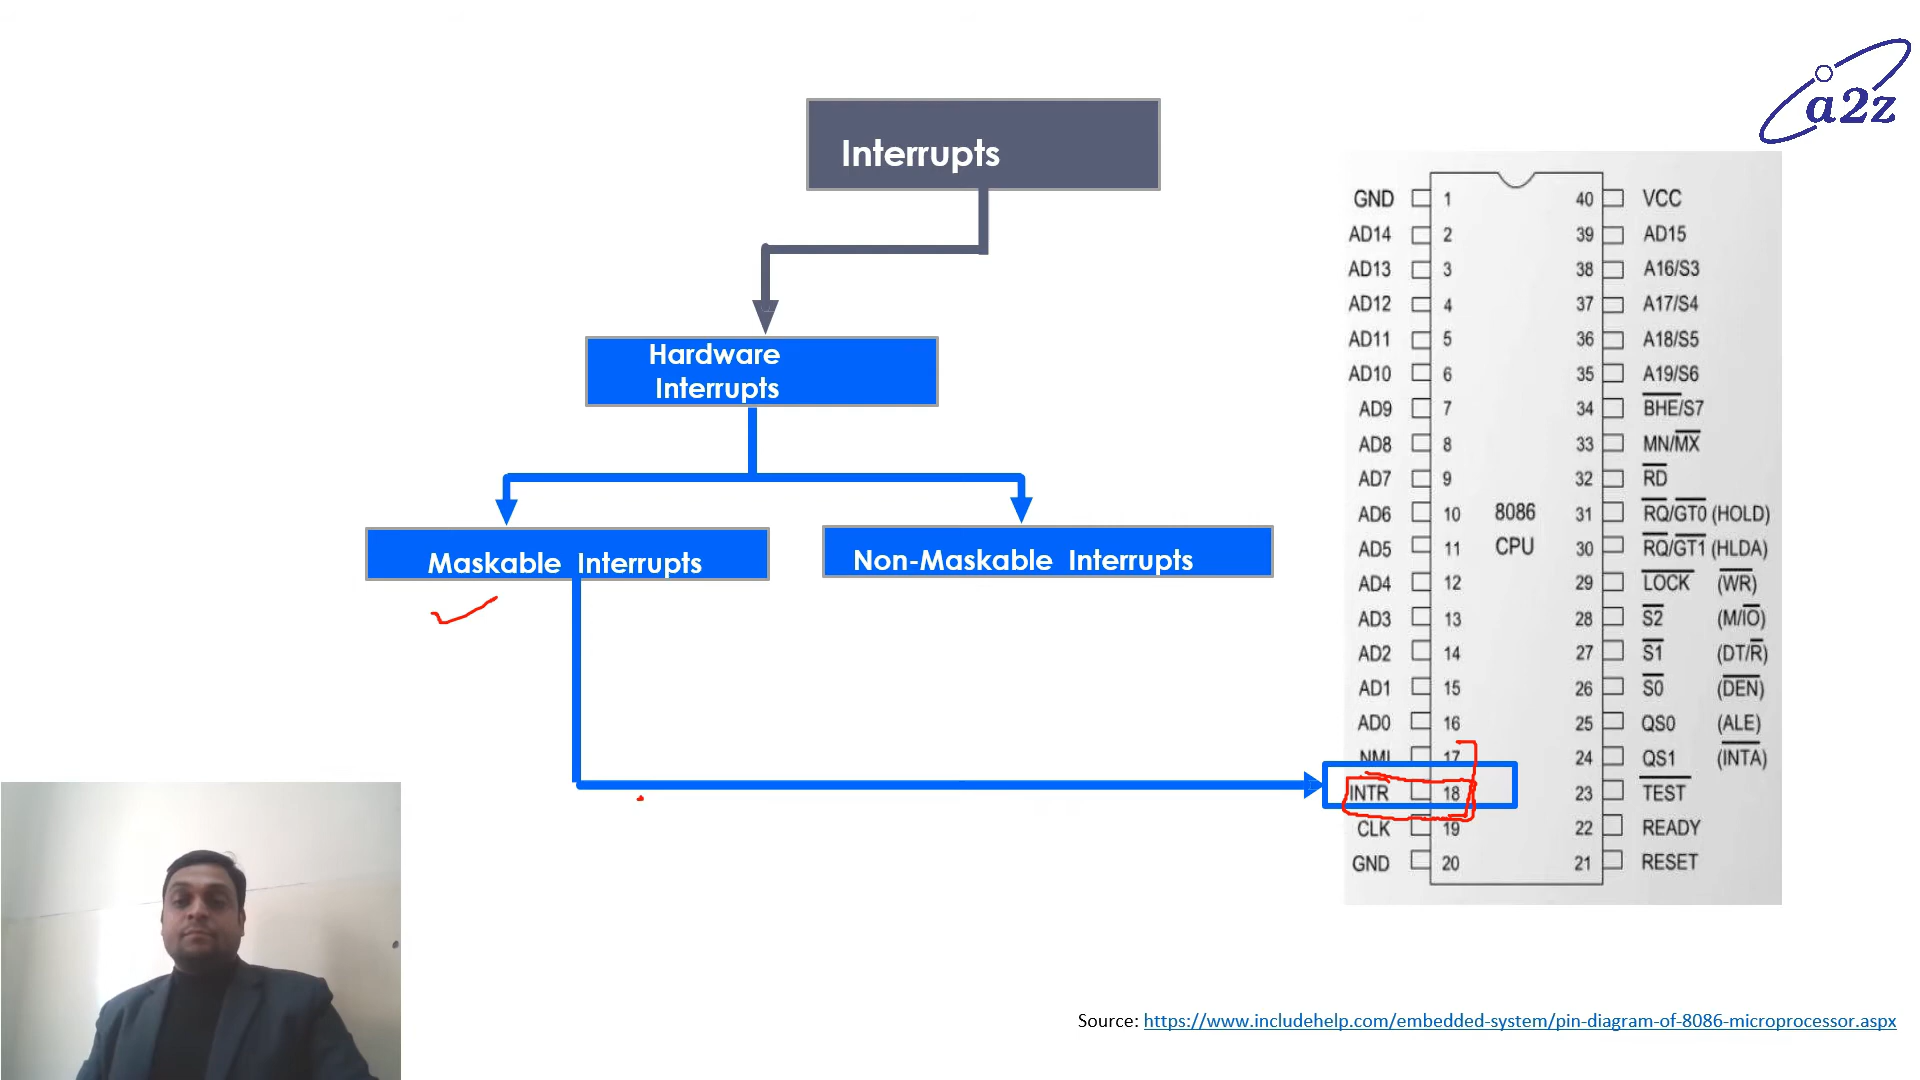 a2z
Interrupts
Hardware
Interrupts
Maskable Interrupts
Non-Maskable Interrupts
GND 1 40 VCC
AD14 2 39 AD15
AD13 3 38 A16/S3
AD12 4 37 A17/S4
AD11 5 36 A18/S5
AD10 6 35 A19/S6
AD9 7 34 BHE/S7
AD8 8 33 MN/MX
AD7 9 32 RD
AD6 10 8086 31 RQ/GT0 (HOLD)
AD5 11 CPU 30 RQ/GT1 (HLDA)
AD4 12 29 LOCK (WR)
AD3 13 28 S2 (M/IO)
AD2 14 27 S1 (DT/R)
AD1 15 26 S0 (DEN)
AD0 16 25 QS0 (ALE)
NMI 17 24 QS1 (INTA)
INTR 18 23 TEST
CLK 19 22 READY
GND 20 21 RESET
Source: https://www.includehelp.com/embedded-system/pin-diagram-of-8086-microprocessor.aspx